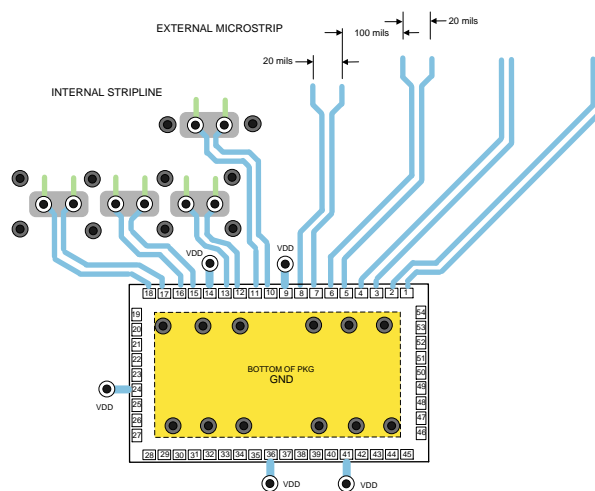 EXTERNAL MICROSTRIP
20 mils
100 mils
20 mils
INTERNAL STRIPLINE
VDD
VDD
18 17 16 15 14 13 12 11 10 9 8 7 6 5 4 3 2 1
19
20
21
22
23
24
25
26
27
54
53
52
51
50
49
48
47
46
BOTTOM OF PKG
GND
VDD
28 29 30 31 32 33 34 35 36 37 38 39 40 41 42 43 44 45
VDD
VDD